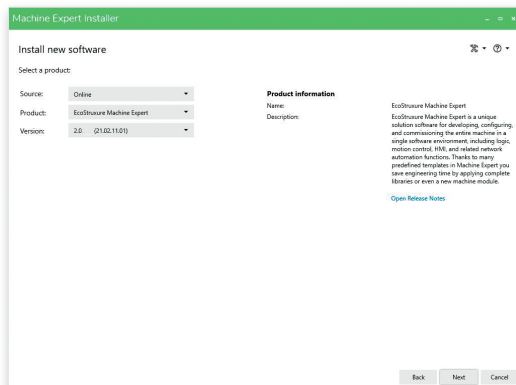 Machine Expert Installer
Install new software
Select a product:
Source: Online
Product: EcoStruxure Machine Expert
Version: 2.0 (21.02.11.01)
Product information
Name: EcoStruxure Machine Expert
Description: EcoStruxure Machine Expert is a unique
solution software for developing, configuring,
and commissioning the entire machine in a
single software environment, including logic,
motion control, HMI, and related network
automation functions. Thanks to many
predefined templates in Machine Expert you
save engineering time by applying complete
libraries or even a new machine module.
Open Release Notes
Back Next Cancel